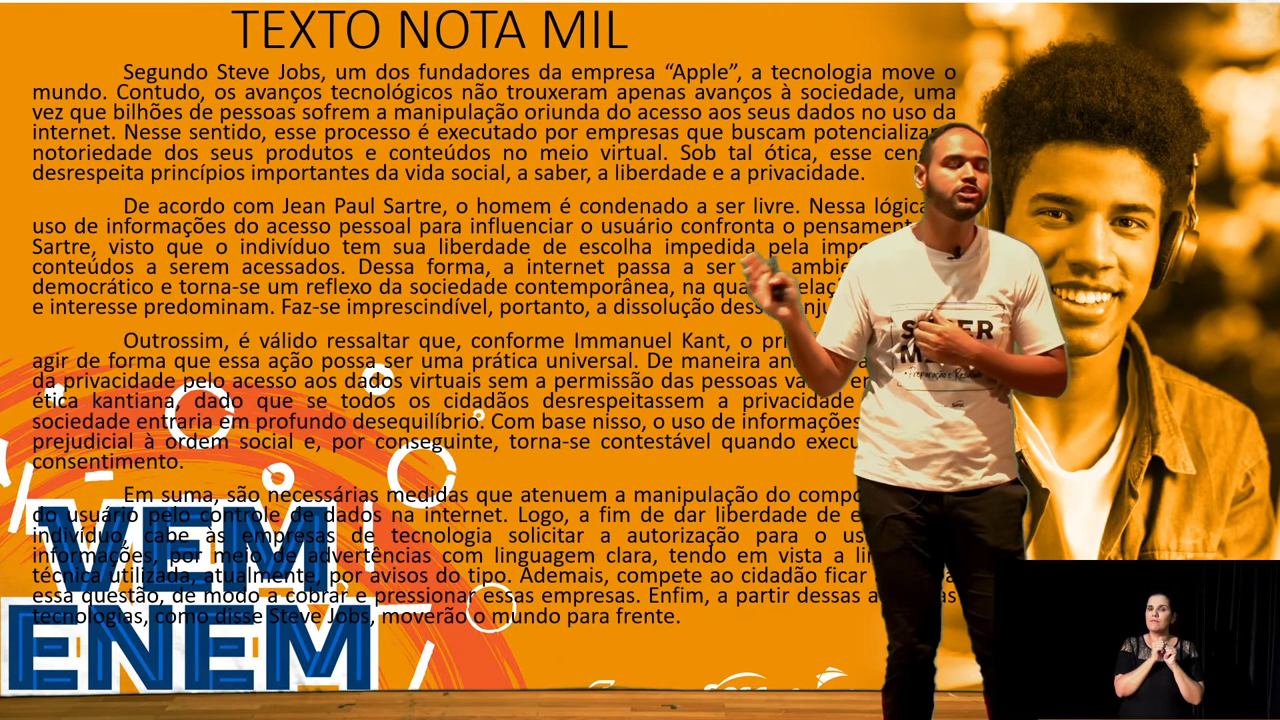 TEXTO NOTA MIL
Segundo Steve Jobs, um dos fundadores da empresa “Apple”, a tecnologia move o
mundo. Contudo, os avanços tecnológicos não trouxeram apenas avanços à sociedade, uma
vez que bilhões de pessoas sofrem a manipulação oriunda do acesso aos seus dados no uso da
internet. Nesse sentido, esse processo é executado por empresas que buscam potencializar
notoriedade dos seus produtos e conteúdos no meio virtual. Sob tal ótica, esse
desrespeita princípios importantes da vida social, a saber, a liberdade e a privacidade.
De acordo com Jean Paul Sartre, o homem é condenado a ser livre. Nessa lógica
uso de informações do acesso pessoal para influenciar o usuário confronta o
Sartre, visto que o indivíduo tem sua liberdade de escolha impedida pela
conteúdos a serem acessados. Dessa forma, a internet passa a ser
democrático e torna-se um reflexo da sociedade contemporânea, na
e interesse predominam. Faz-se imprescindível, portanto, a dissolução
Outrossim, é válido ressaltar que, conforme Immanuel Kant, o
agir de forma que essa ação possa ser uma prática universal. De maneira
da privacidade pelo acesso aos dados virtuais sem a permissão das pessoas
ética kantiana, dado que se todos os cidadãos desrespeitassem a privacidade
sociedade entraria em profundo desequilíbrio. Com base nisso, o uso de informações
prejudicial à ordem social e, por conseguinte, torna-se contestável quando
consentimento.
Em suma, são necessárias medidas que atenuem a manipulação do
do usuário pelo controle de dados na internet. Logo, a fim de dar liberdade de
indivíduo, cabe às empresas de tecnologia solicitar a autorização para o
informações, por meio de advertências com linguagem clara, tendo em vista a
técnica utilizada, atualmente, por avisos do tipo. Ademais, compete ao cidadão ficar
essa questão, de modo a cobrar e pressionar essas empresas. Enfim, a partir dessas
tecnologias, como disse Steve Jobs, moverão o mundo para frente.
VEM
ENEM